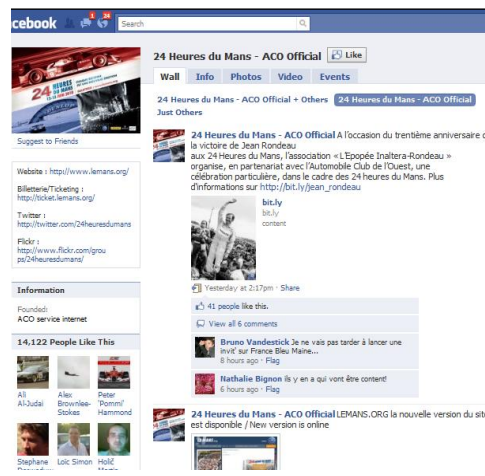 cebook
1
24
Search
24 Heures du Mans - ACO Official
Like
Wall Info Photos Video Events
24 Heures du Mans - ACO Official + Others 24 Heures du Mans - ACO Official
Just Others
24 HEURES
DU MANS
Suggest to Friends
Website : http://www.lemans.org/
Billetterie/Ticketing :
http://ticket.lemans.org/
Twitter :
http://twitter.com/24heuresdumans
Flickr :
http://www.flickr.com/grou
ps/24heuresdumans/
Information
Founded:
ACO service internet
14,122 People Like This
Ali
Al-Judai
Alex
Brownlee-
Stokes
Peter
'Pommi'
Hammond
Stephane
Loïc Simon
Holič
24 Heures du Mans - ACO Official A l'occasion du trentième anniversaire d
la victoire de Jean Rondeau
aux 24 Heures du Mans, l'association « L'Epopée Inaltera-Rondeau »
organise, en partenariat avec l'Automobile Club de l'Ouest, une
célébration particulière, dans le cadre des 24 heures du Mans. Plus
d'informations sur http://bit.ly/jean_rondeau
bit.ly
bit.ly
content
Yesterday at 2:17pm · Share
41 people like this.
View all 6 comments
Bruno Vandestick Je ne vais pas tarder à lancer une
invit' sur France Bleu Maine...
8 hours ago · Flag
Nathalie Bignon ils y en a qui vont être content!
6 hours ago · Flag
24 Heures du Mans - ACO Official LEMANS.ORG la nouvelle version du site
est disponible / New version is online